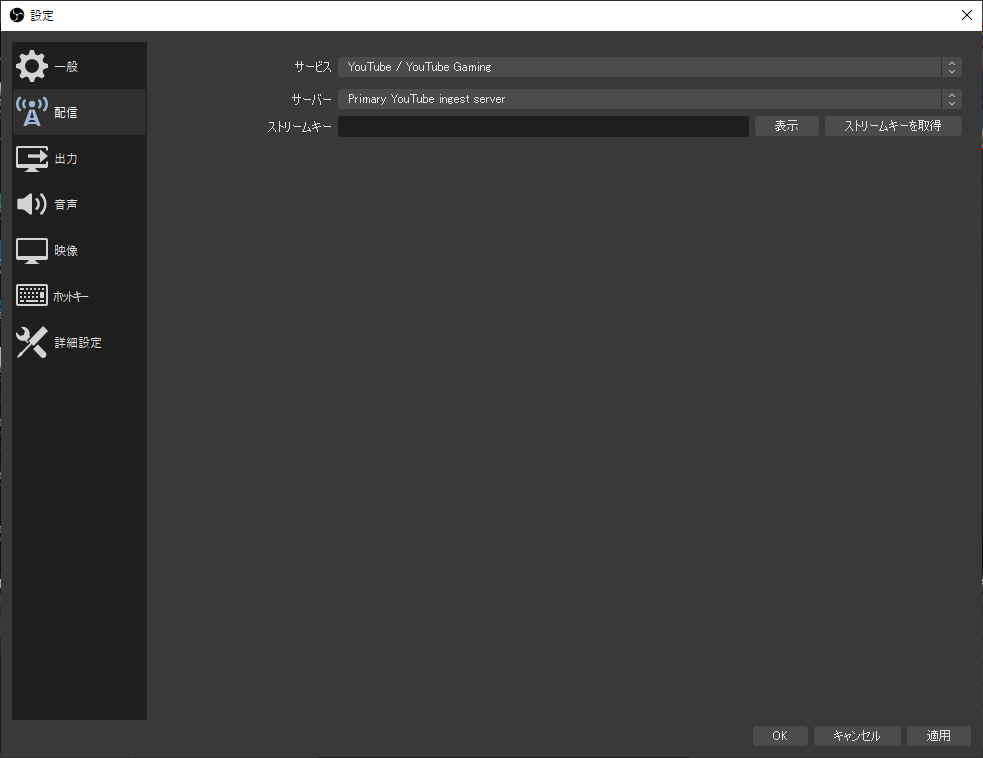 設定
一般
配信
出力
音声
映像
ホットキー
詳細設定
サービス YouTube / YouTube Gaming
サーバー Primary YouTube ingest server
ストリームキー 表示 ストリームキーを取得
OK キャンセル 適用